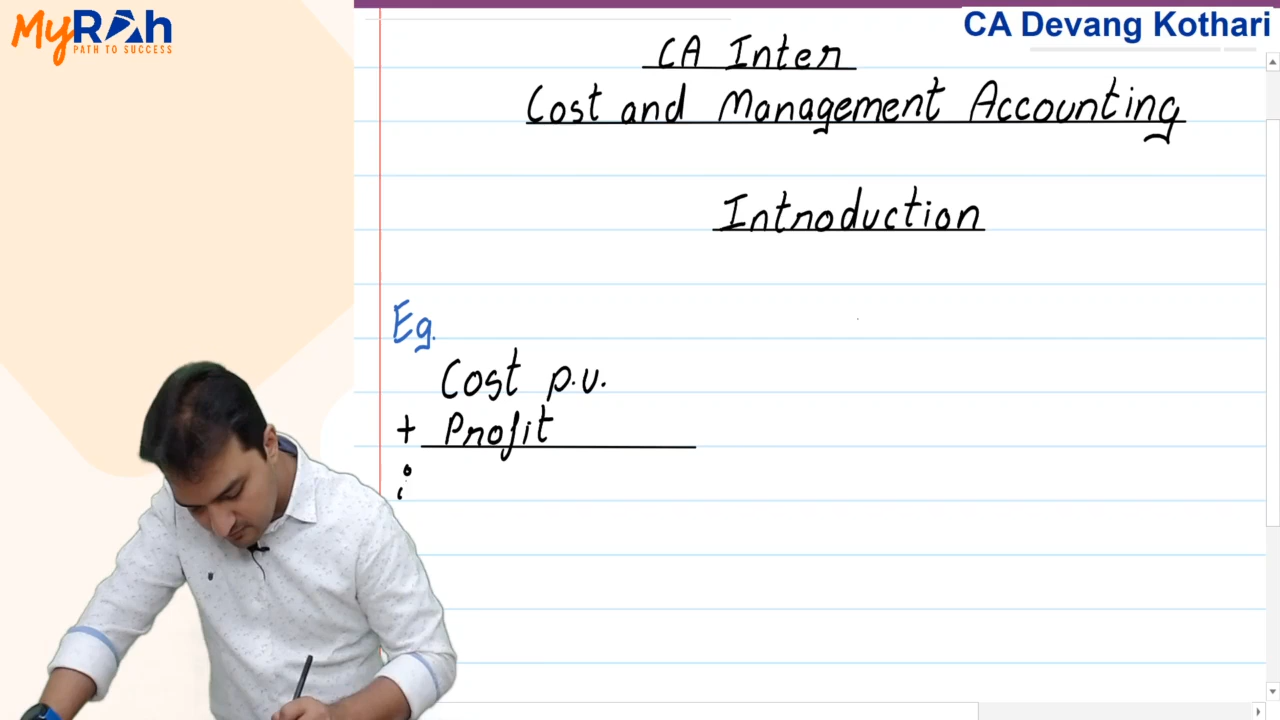 MyRah
PATH TO SUCCESS
CA Devang Kothari
CA Inter
Cost and Management Accounting
Introduction
Eg.
Cost p.u.
+ Profit